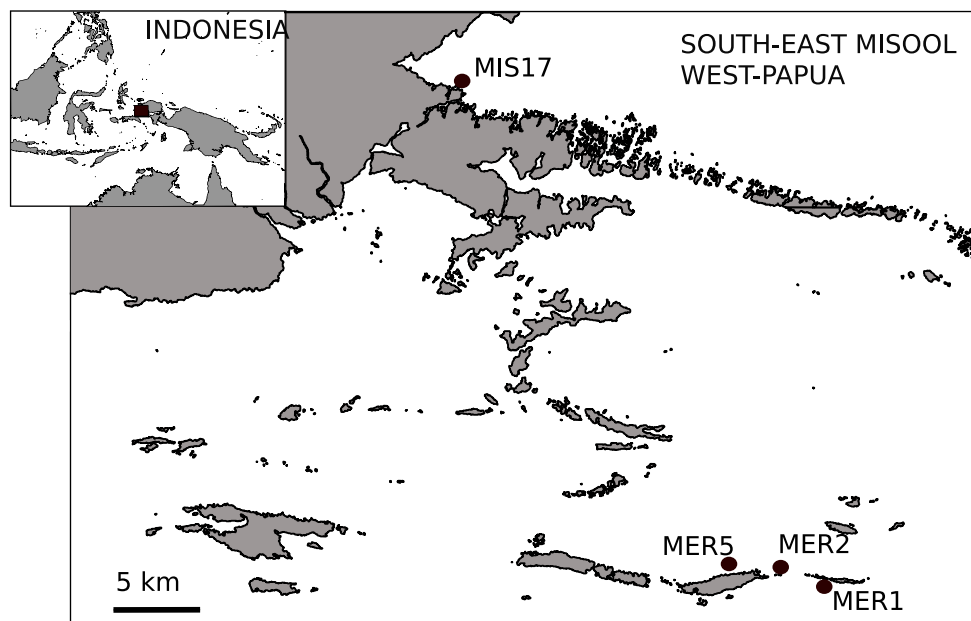 INDONESIA
SOUTH-EAST MISOOL
WEST-PAPUA
MIS17
MER5
MER2
MER1
5 km